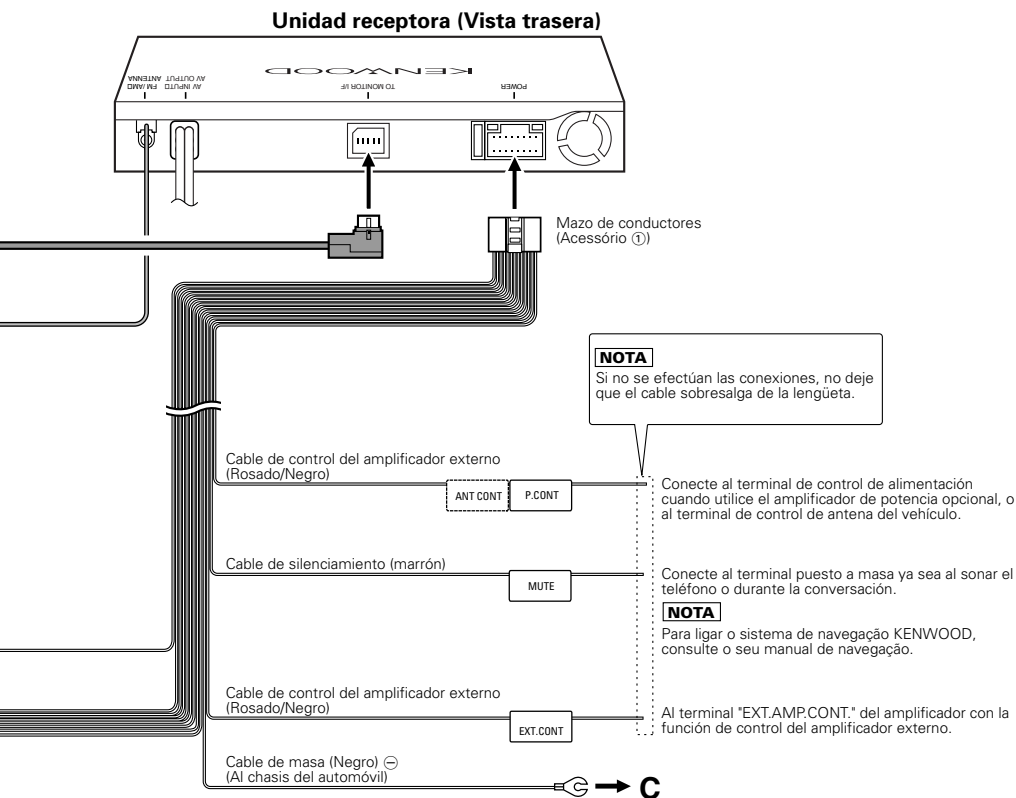 Unidad receptora (Vista trasera)
KENWOOD
FM /AM
ANTENNA
AV INPUT
AV OUTPUT
TO MONITOR I/F
POWER
Mazo de conductores
(Acessório ①)
NOTA
Si no se efectúan las conexiones, no deje
que el cable sobresalga de la lengüeta.
Cable de control del amplificador externo
(Rosado/Negro)
ANT CONT
P.CONT
Conecte al terminal de control de alimentación
cuando utilice el amplificador de potencia opcional, o
al terminal de control de antena del vehículo.
Cable de silenciamiento (marrón)
MUTE
Conecte al terminal puesto a masa ya sea al sonar el
teléfono o durante la conversación.
NOTA
Para ligar o sistema de navegação KENWOOD,
consulte o seu manual de navegação.
Cable de control del amplificador externo
(Rosado/Negro)
EXT.CONT
Al terminal "EXT.AMP.CONT." del amplificador con la
función de control del amplificador externo.
Cable de masa (Negro) ⊖
(Al chasis del automóvil)
C